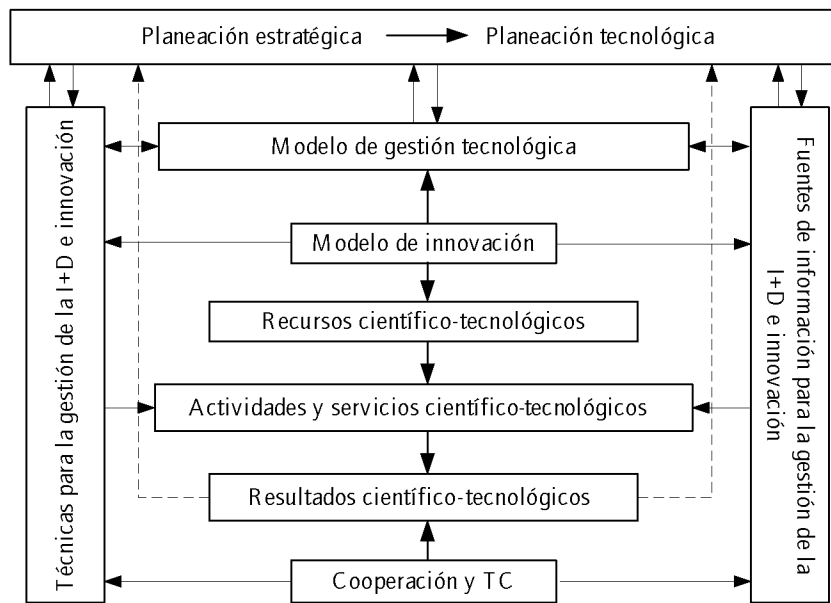 Planeación estratégica
Planeación tecnológica
Técnicas para la gestión de la I+D e innovación
Modelo de gestión tecnológica
Modelo de innovación
Recursos científico-tecnológicos
Actividades y servicios científico-tecnológicos
Resultados científico-tecnológicos
Cooperación y TC
Fuentes de información para la gestión de la
I+D e innovación